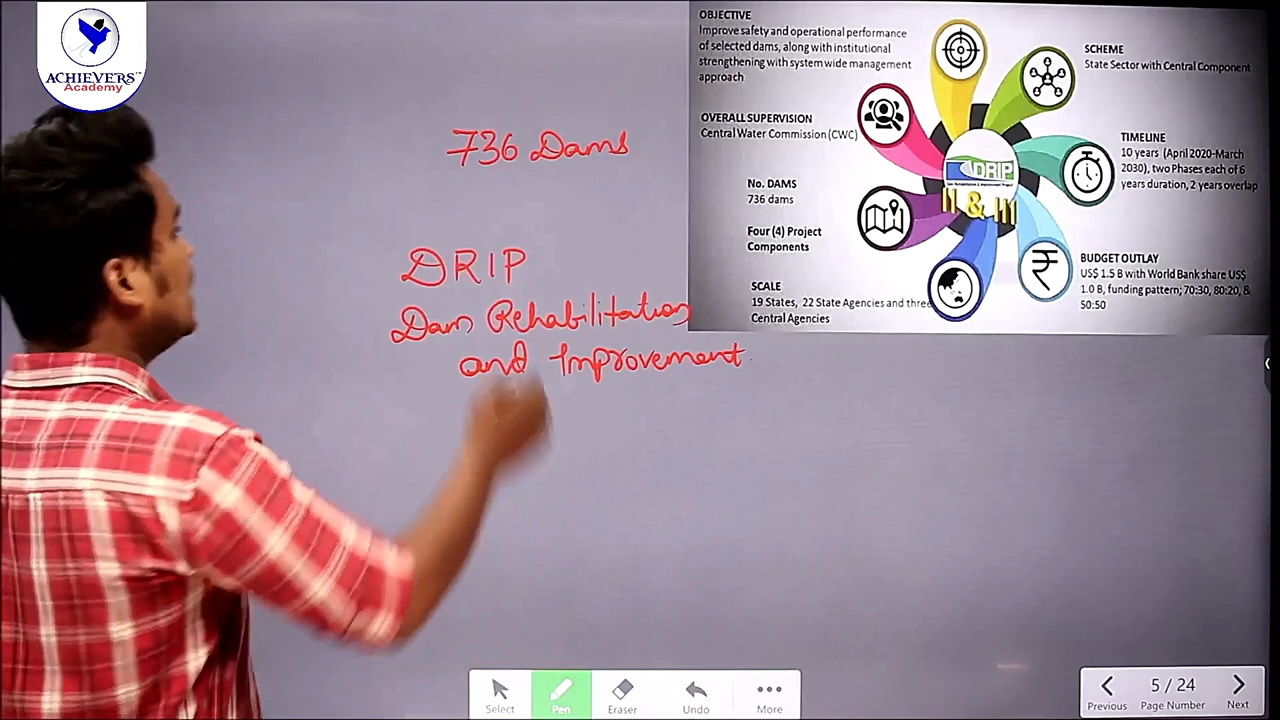 ACHIEVERS™
Academy
736 Dams
DRIP
Dam Rehabilitation
and Improvement
OBJECTIVE
Improve safety and operational performance
of selected dams, along with institutional
strengthening with system wide management
approach
OVERALL SUPERVISION
Central Water Commission (CWC)
No. DAMS
736 dams
Four (4) Project
Components
SCALE
19 States, 22 State Agencies and three
Central Agencies
DRIP
II & III
SCHEME
State Sector with Central Component
TIMELINE
10 years (April 2020-March
2030), two Phases each of 6
years duration, 2 years overlap
BUDGET OUTLAY
US$ 1.5 B with World Bank share US$
1.0 B, funding pattern; 70:30, 80:20, &
50:50
Select
Pen
Eraser
Undo
More
Previous
5 / 24
Page Number
Next